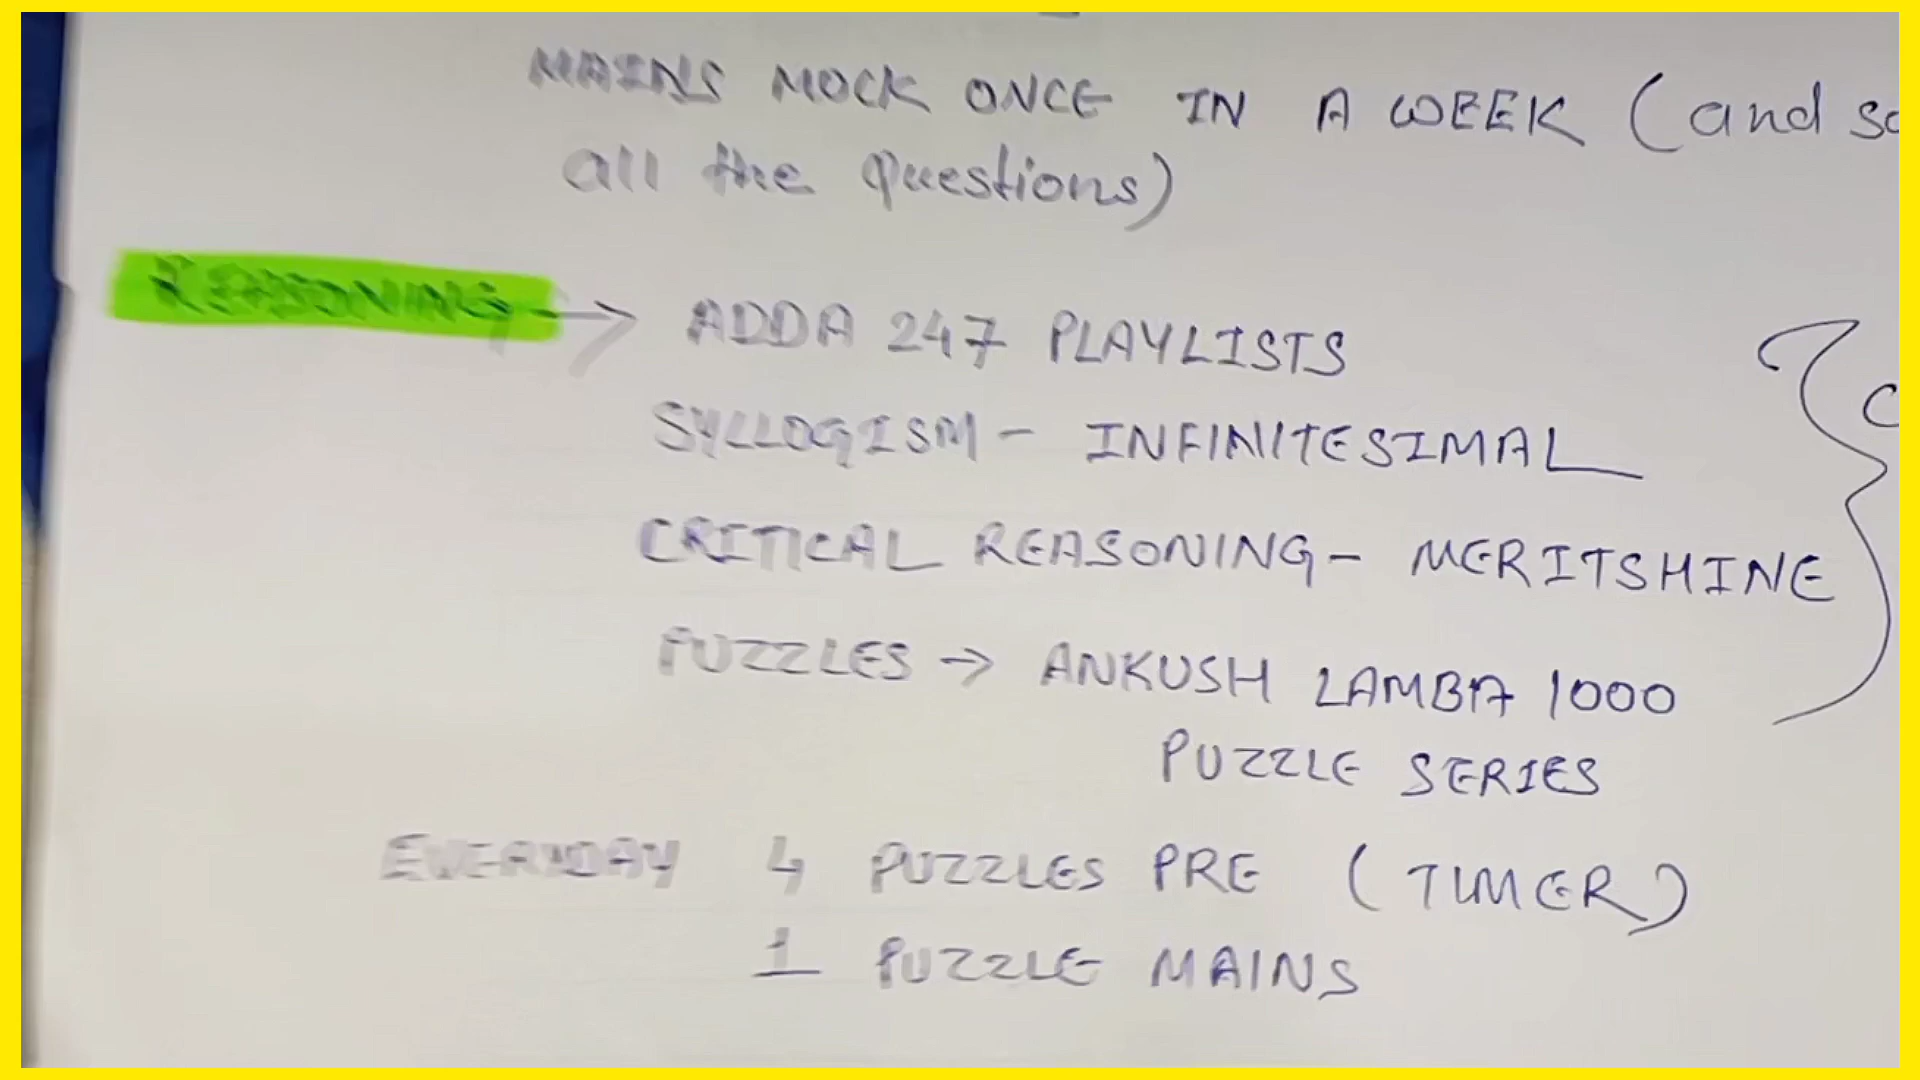 MAINS MOCK ONCE IN A WEEK (and
all the questions)
REASONING → ADDA 247 PLAYLISTS
SYLLOGISM - INFINITESIMAL
CRITICAL REASONING - MERITSHINE
PUZZLES → ANKUSH LAMBA 1000
PUZZLE SERIES
EVERYDAY 4 PUZZLES PRE (TIMER)
1 PUZZLE MAINS